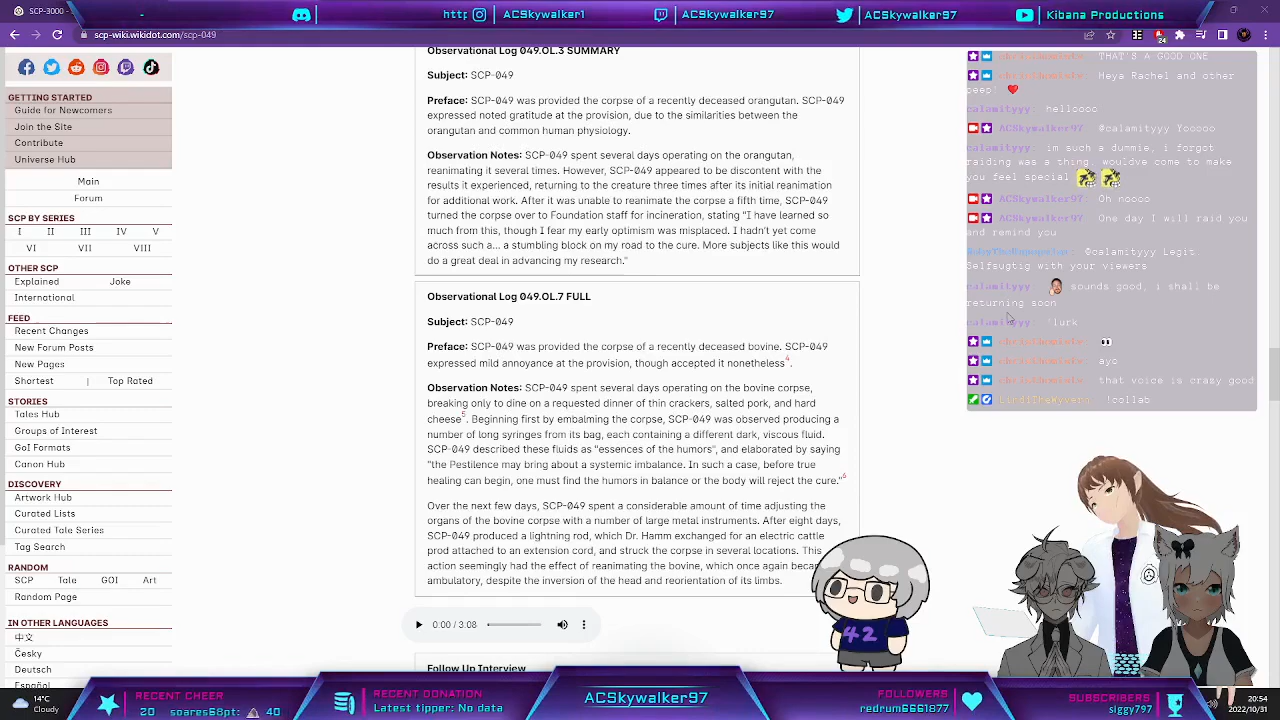 SCP-3000
http
ACSkywalker1
ACSkywalker97
ACSkywalker97
Kibana Productions
scp-wiki.wikidot.com/scp-049
GETTING STARTED
Guide for Newcomers
Join the Site
Contribute
Universe Hub
Main
Forum
SCP BY SERIES
I II III IV V
VI VII VIII
OTHER SCP
Explained Joke
International
FEED
Recent Changes
New Forum Posts
New Pages
Shortest | Top Rated
STORIES
Tales Hub
Groups of Interest
GoI Formats
Canon Hub
DISCOVERY
Artwork Hub
Curated Lists
Curated Tale Series
Tag Search
RANDOM
SCP Tale GOI Art
Random Page
IN OTHER LANGUAGES
中文
Česky
Deutsch
Español
Observational Log 049.OL.3 SUMMARY
Subject: SCP-049
Preface: SCP-049 was provided the corpse of a recently deceased orangutan. SCP-049
expressed noted gratitude at the provision, due to the similarities between the
orangutan and common human physiology.
Observation Notes: SCP-049 spent several days operating on the orangutan,
reanimating it several times. However, SCP-049 appeared to be discontent with the
results it experienced, returning to the creature three times after its initial reanimation
for additional work. After it was unable to reanimate the corpse a fifth time, SCP-049
turned the corpse over to Foundation staff for incineration, stating "I have learned so
much from this, though I fear my early optimism was misplaced. I hadn't yet come
across such a... a stumbling block on my road to the cure. More subjects like this would
do a great deal in advancing my research."
Observational Log 049.OL.7 FULL
Subject: SCP-049
Preface: SCP-049 was provided the corpse of a recently deceased bovine. SCP-049
expressed mild annoyance at the provision, though accepted it nonetheless4.
Observation Notes: SCP-049 spent several days operating on the bovine corpse,
breaking only to dine on a requested dinner of thin crackers, salted pork, and hard
cheese5. Beginning first by embalming the corpse, SCP-049 was observed producing a
number of long syringes from its bag, each containing a different dark, viscous fluid.
SCP-049 described these fluids as "essences of the humors", and elaborated by saying
"the Pestilence may bring about a systemic imbalance. In such a case, before true
healing can begin, one must find the humors in balance or the body will reject the cure."6
Over the next few days, SCP-049 spent a considerable amount of time adjusting the
organs of the bovine corpse with a number of large metal instruments. After eight days,
SCP-049 produced a lightning rod, which Dr. Hamm exchanged for an electric cattle
prod attached to an extension cord, and struck the corpse in several locations. This
action seemingly had the effect of reanimating the bovine, which once again beca
ambulatory, despite the inversion of the head and reorientation of its limbs.
0:00 / 3:08
Follow Up Interview
THAT'S A GOOD ONE
Heya Rachel and other
peep!
calamityyy: helloooo
ACSkywalker97: @calamityyy Yooooo
calamityyy: im such a dummie, i forgot
raiding was a thing. wouldve come to make
you feel special
ACSkywalker97: Oh noooo
ACSkywalker97: One day I will raid you
and remind you
@calamityyy Legit
Selfsugtig with your viewers
calamityyy: sounds good, i shall be
returning soon
calamityyy: !lurk
ayo
that voice is crazy good
!collab
42
RECENT CHEER
20 soares68pt: 40
RECENT DONATION
Latest tipper: No data
ACSkywalker97
FOLLOWERS
redrum6661877
SUBSCRIBERS
siggy797
14°C
Cloudy
20:54
2022/10/31